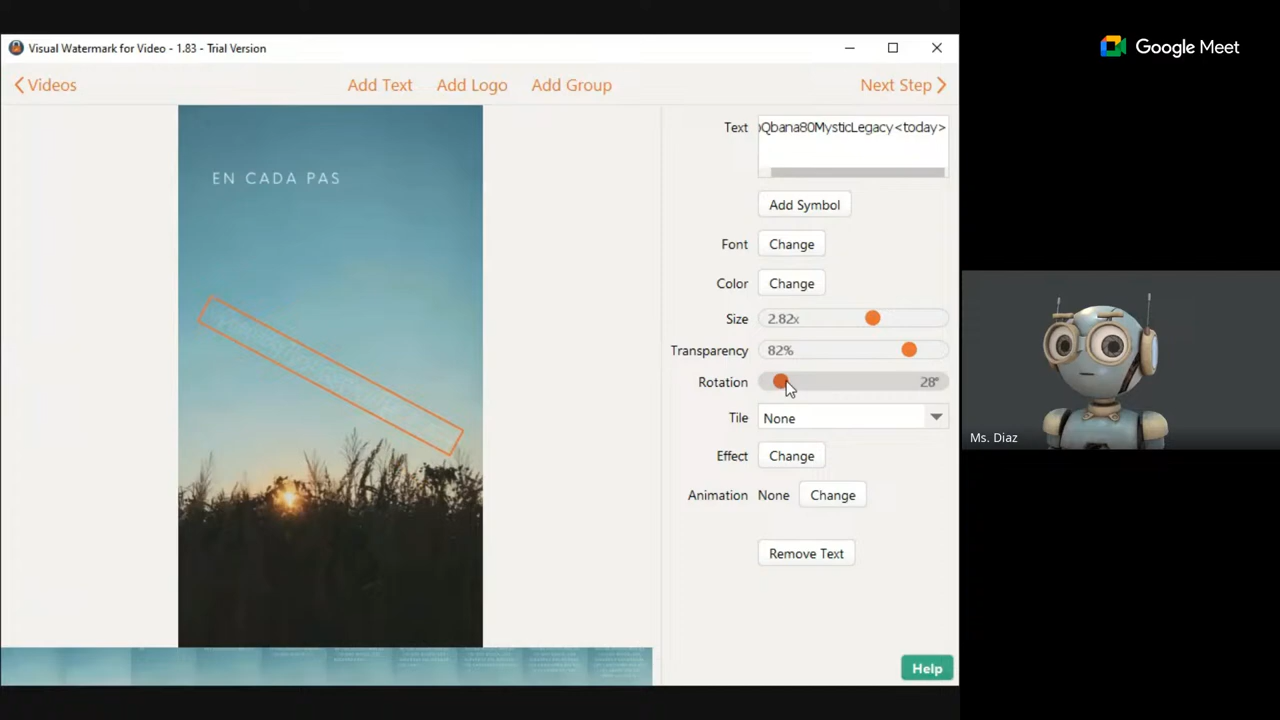 Visual Watermark for Video - 1.83 - Trial Version
Videos
Add Text
Add Logo
Add Group
Next Step
EN CADA PAS
Text
Qbana80MysticLegacy<today>
Add Symbol
Font
Change
Color
Change
Size
2.82x
Transparency
82%
Rotation
28°
Tile
None
Effect
Change
Animation
None
Change
Remove Text
Help
Google Meet
Ms. Diaz